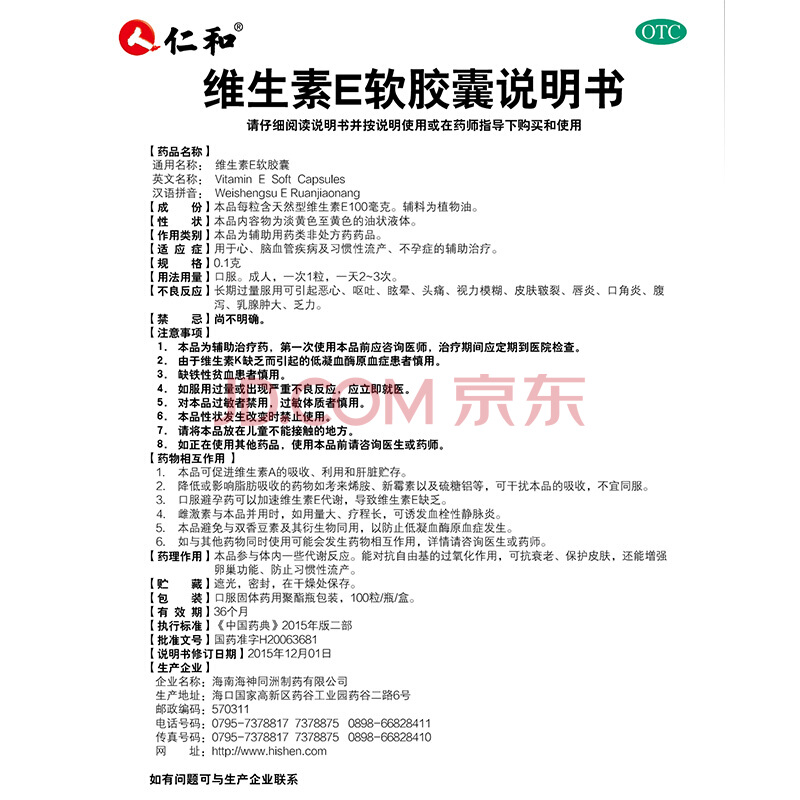 仁和®
OTC
维生素E软胶囊说明书
请仔细阅读说明书并按说明使用或在药师指导下购买和使用
【药品名称】
通用名称： 维生素E软胶囊
英文名称： Vitamin E Soft Capsules
汉语拼音： Weishengsu E Ruanjiaonang
【成 份】本品每粒含天然型维生素E100毫克。辅料为植物油。
【性 状】本品内容物为淡黄色至黄色的油状液体。
【作用类别】本品为辅助用药类非处方药药品。
【适 应 症】用于心、脑血管疾病及习惯性流产、不孕症的辅助治疗。
【规 格】0.1克
【用法用量】口服。成人，一次1粒，一天2~3次。
【不良反应】长期过量服用可引起恶心、呕吐、眩晕、头痛、视力模糊、皮肤皲裂、唇炎、口角炎、腹
泻、乳腺肿大、乏力。
【禁 忌】尚不明确。
【注意事项】
1. 本品为辅助治疗药，第一次使用本品前应咨询医师，治疗期间应定期到医院检查。
2. 由于维生素K缺乏而引起的低凝血酶原血症患者慎用。
3. 缺铁性贫血患者慎用。
4. 如服用过量或出现严重不良反应，应立即就医。
5. 对本品过敏者禁用，过敏体质者慎用。
6. 本品性状发生改变时禁止使用。
7. 请将本品放在儿童不能接触的地方。
8. 如正在使用其他药品，使用本品前请咨询医生或药师。
JD.COM 京东
【药物相互作用】
1. 本品可促进维生素A的吸收、利用和肝脏贮存。
2. 降低或影响脂肪吸收的药物如考来烯胺、新霉素以及硫糖铝等，可干扰本品的吸收，不宜同服。
3. 口服避孕药可以加速维生素E代谢，导致维生素E缺乏。
4. 雌激素与本品并用时，如用量大、疗程长，可诱发血栓性静脉炎。
5. 本品避免与双香豆素及其衍生物同用，以防止低凝血酶原血症发生。
6. 如与其他药物同时使用可能会发生药物相互作用，详情请咨询医生或药师。
【药理作用】本品参与体内一些代谢反应。能对抗自由基的过氧化作用，可抗衰老、保护皮肤，还能增强
卵巢功能、防止习惯性流产。
【贮 藏】遮光，密封，在干燥处保存。
【包 装】口服固体药用聚酯瓶包装，100粒/瓶/盒。
【有 效 期】36个月
【执行标准】《中国药典》2015年版二部
【批准文号】国药准字H20063681
【说明书修订日期】2015年12月01日
【生产企业】
企业名称： 海南海神同洲制药有限公司
生产地址： 海口国家高新区药谷工业园药谷二路6号
邮政编码： 570311
电话号码： 0795-7378817 7378875 0898-66828411
传真号码： 0795-7378817 7378875 0898-66828410
网 址： http://www.hishen.com
如有问题可与生产企业联系